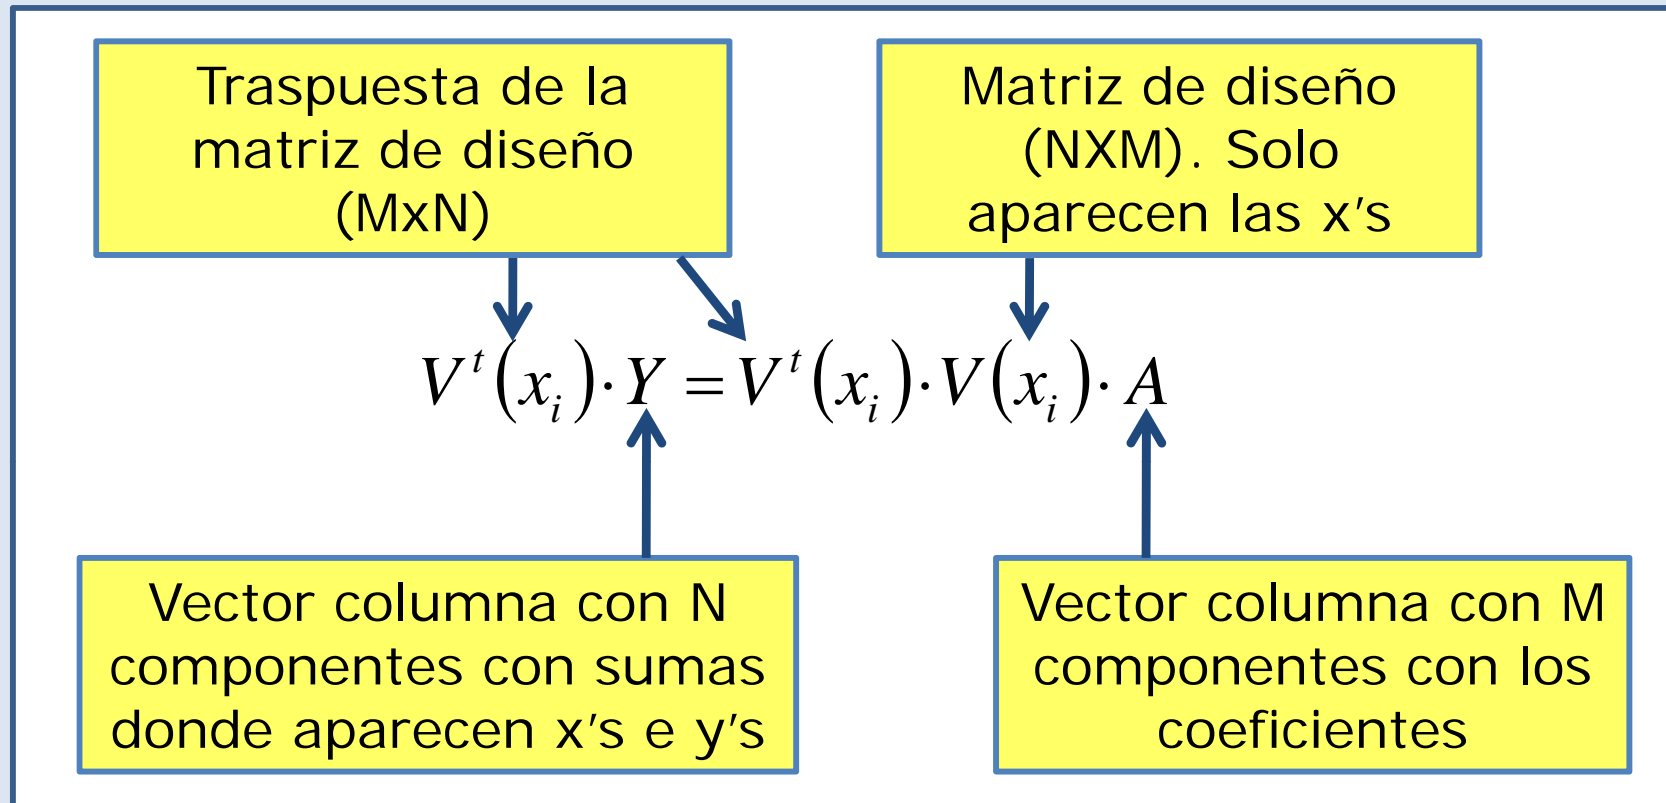 Traspuesta de la
matriz de diseño
(MxN)
Matriz de diseño
(NXM). Solo
aparecen las x's
V^t(x_i)·Y = V^t(x_i)·V(x_i)·A
Vector columna con N
componentes con sumas
donde aparecen x's e y's
Vector columna con M
componentes con los
coeficientes